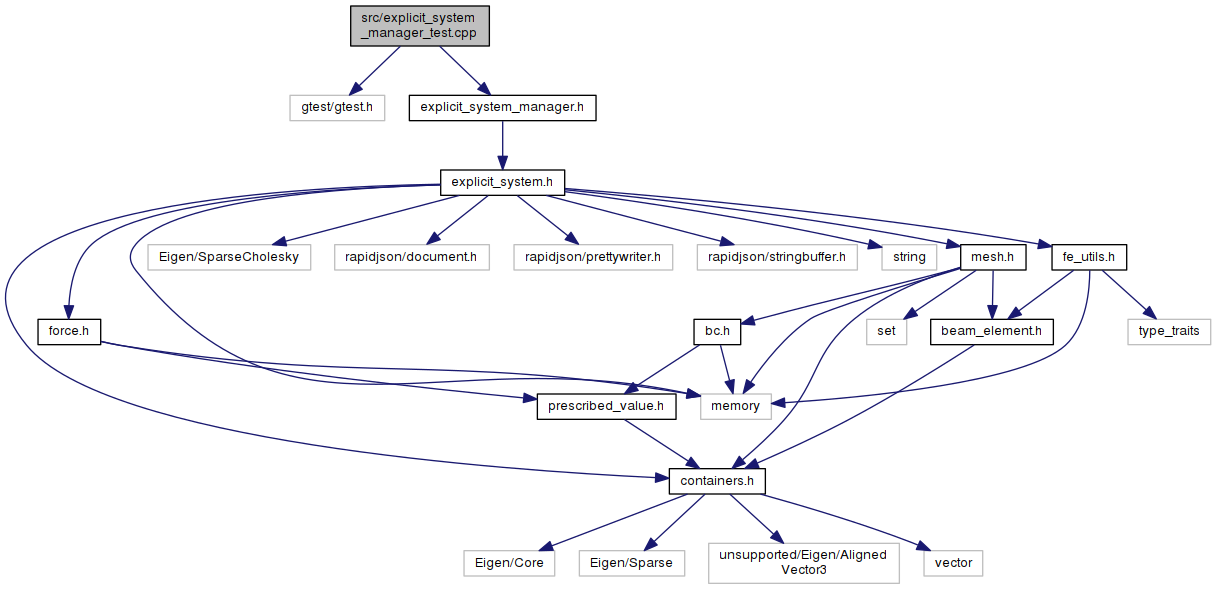 src/explicit_system
_manager_test.cpp
gtest/gtest.h
explicit_system_manager.h
explicit_system.h
Eigen/SparseCholesky
rapidjson/document.h
rapidjson/prettywriter.h
rapidjson/stringbuffer.h
string
mesh.h
fe_utils.h
force.h
bc.h
set
beam_element.h
type_traits
prescribed_value.h
memory
containers.h
Eigen/Core
Eigen/Sparse
unsupported/Eigen/Aligned
Vector3
vector